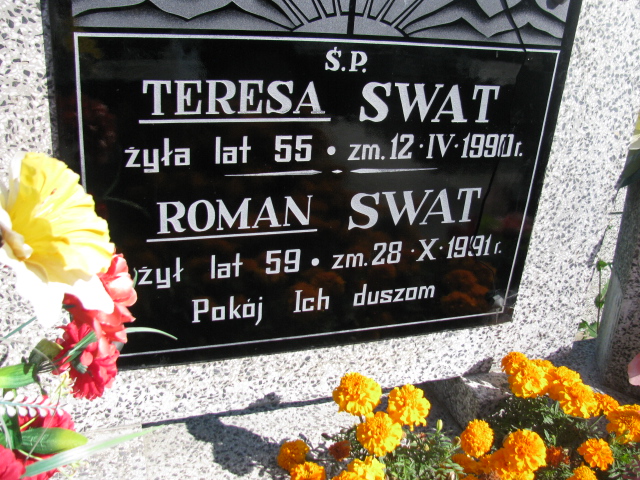 Ś.P.
TERESA SWAT
żyła lat 55 • zm. 12·IV·1990 r.
ROMAN SWAT
żył lat 59 • zm. 28·X·1991 r.
Pokój Ich duszom